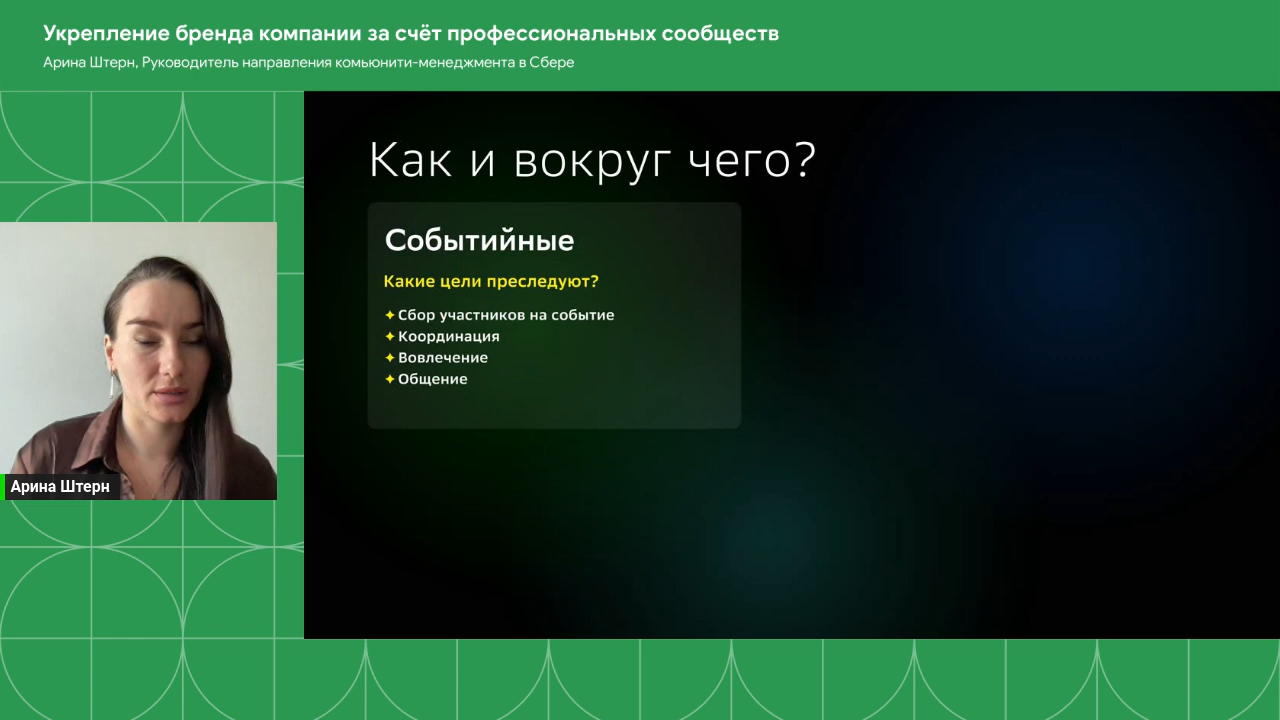 Укрепление бренда компании за счёт профессиональных сообществ
Арина Штерн, Руководитель направления комьюнити-менеджмента в Сбере
Как и вокруг чего?
Событийные
Какие цели преследуют?
✦ Сбор участников на событие
✦ Координация
✦ Вовлечение
✦ Общение
Арина Штерн